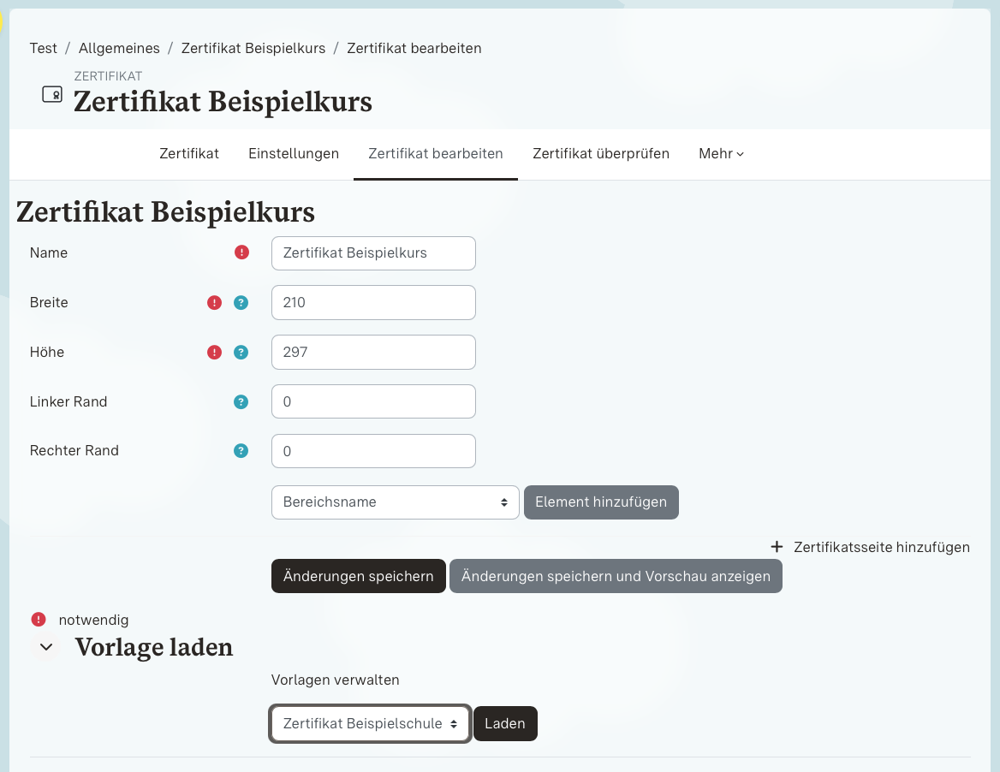 Test / Allgemeines / Zertifikat Beispielkurs / Zertifikat bearbeiten
ZERTIFIKAT
Zertifikat Beispielkurs
Zertifikat Einstellungen Zertifikat bearbeiten Zertifikat überprüfen Mehr
Zertifikat Beispielkurs
Name ! Zertifikat Beispielkurs
Breite ! ? 210
Höhe ! ? 297
Linker Rand ? 0
Rechter Rand ? 0
Bereichsname Element hinzufügen
+ Zertifikatsseite hinzufügen
Änderungen speichern Änderungen speichern und Vorschau anzeigen
! notwendig
Vorlage laden
Vorlagen verwalten
Zertifikat Beispielschule Laden